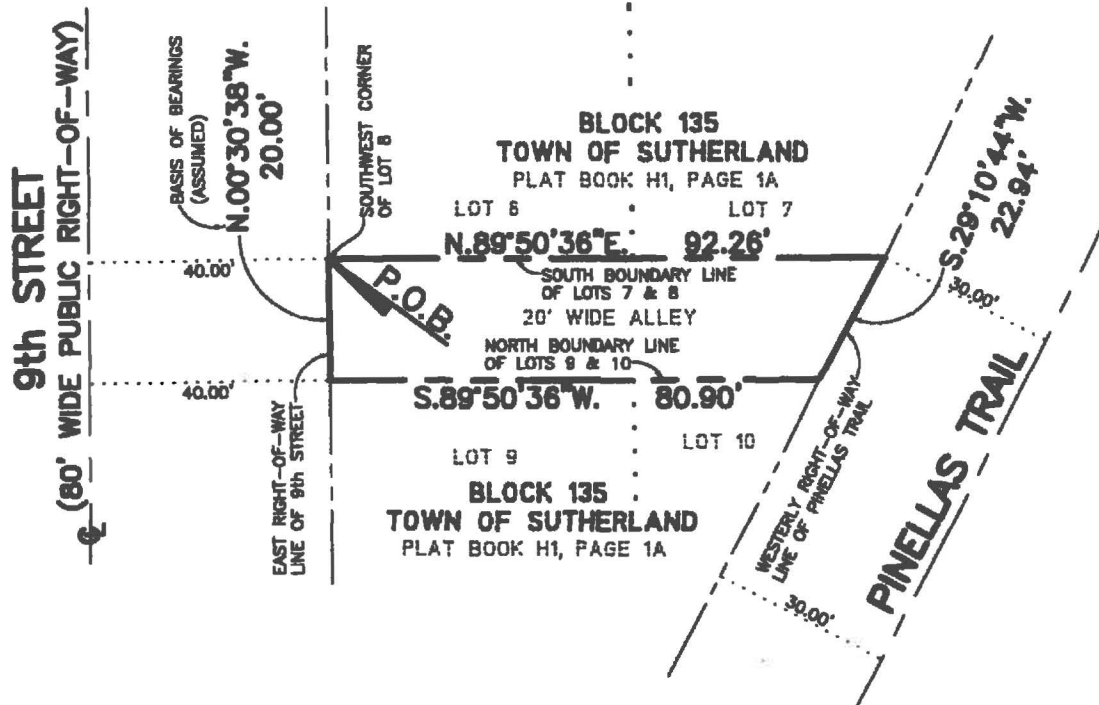 9th STREET
(80' WIDE PUBLIC RIGHT-OF-WAY)
℄
BASIS OF BEARINGS
(ASSUMED)
N.00°30'38"W.
20.00'
SOUTHWEST CORNER
OF LOT 8
BLOCK 135
TOWN OF SUTHERLAND
PLAT BOOK H1, PAGE 1A
LOT 6
LOT 7
S.29°10'44"W.
22.94'
40.00'
N.89°50'36"E.
92.26'
SOUTH BOUNDARY LINE
OF LOTS 7 & 8
30.00'
P.O.B.
20' WIDE ALLEY
NORTH BOUNDARY LINE
OF LOTS 9 & 10
40.00'
S.89°50'36"W.
80.90'
EAST RIGHT-OF-WAY
LINE OF 9th STREET
LOT 9
LOT 10
BLOCK 135
TOWN OF SUTHERLAND
PLAT BOOK H1, PAGE 1A
WESTERLY RIGHT-OF-WAY
LINE OF PINELLAS TRAIL
PINELLAS TRAIL
30.00'